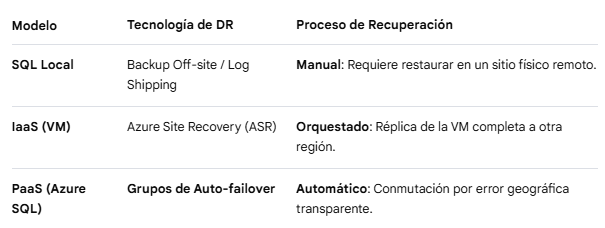 Modelo Tecnología de DR Proceso de Recuperación
SQL Local Backup Off-site / Log Manual: Requiere restaurar en un sitio físico remoto.
Shipping
IaaS (VM) Azure Site Recovery (ASR) Orquestado: Réplica de la VM completa a otra
región.
PaaS (Azure Grupos de Auto-failover Automático: Conmutación por error geográfica
SQL) transparente.